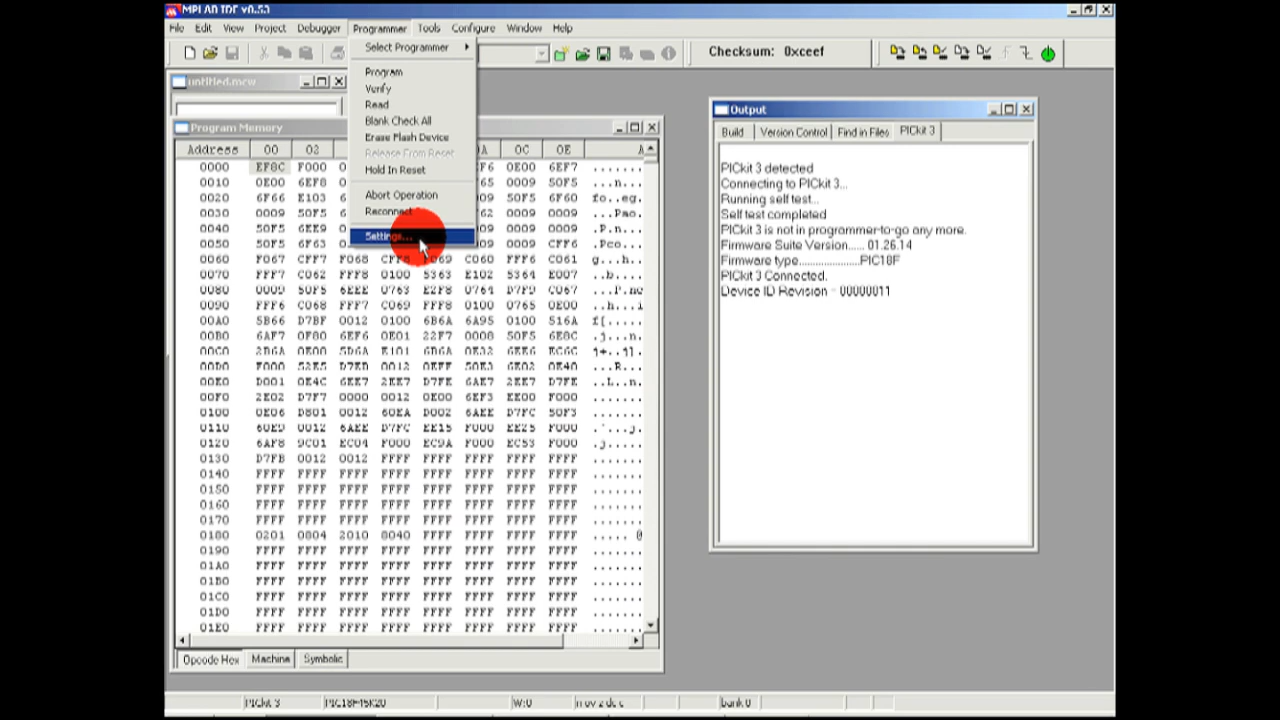 MPLAB IDE v8.53
File Edit View Project Debugger Programmer Tools Configure Window Help
Checksum: 0xceef
Select Programmer
Program
Verify
Read
Blank Check All
Erase Flash Device
Release From Reset
Hold In Reset
Abort Operation
Reconnect
Settings...
untitled.mcw
Program Memory
Address 00 02 0C 0E
0000 EF8C F000 0E00 6EF7
0010 0E00 6EF8 0009 50F5
0020 6F66 E103 50F5 6F60
0030 0009 50F5 0009 0009
0040 50F5 6EE9 0009 0009
0050 50F5 6F63 0009 CFF6
0060 F067 CFF7 F068 CFF8 F069 C060 FFF6 C061
0070 FFF7 C062 FFF8 0100 5363 E102 5364 E007
0080 0009 50F5 6EEE 0763 E2F8 0764 D7F9 C067
0090 FFF6 C068 FFF7 C069 FFF8 0100 0765 0E00
00A0 5B66 D7BF 0012 0100 6B6A 6A95 0100 516A
00B0 6AF7 0F80 6EF6 0E01 22F7 0008 50F5 6E8C
00C0 2B6A 0E00 5D6A E101 6B6A 0E32 6EE6 EC6C
00D0 F000 52E5 D7ED 0012 0EFF 50E3 6E02 0E40
00E0 D001 0E4C 6EE7 2EE7 D7FE 6AE7 2EE7 D7FE
00F0 2E02 D7F7 0000 0012 0E00 6EF3 EE00 F000
0100 0E06 D801 0012 60EA D002 6AEE D7FC 50F3
0110 60E9 0012 6AEE D7FC EE15 F000 EE25 F000
0120 6AF8 9C01 EC04 F000 EC9A F000 EC53 F000
0130 D7FB 0012 0012 FFFF FFFF FFFF FFFF FFFF
0140 FFFF FFFF FFFF FFFF FFFF FFFF FFFF FFFF
0150 FFFF FFFF FFFF FFFF FFFF FFFF FFFF FFFF
0160 FFFF FFFF FFFF FFFF FFFF FFFF FFFF FFFF
0170 FFFF FFFF FFFF FFFF FFFF FFFF FFFF FFFF
0180 0201 0804 2010 8040 FFFF FFFF FFFF FFFF
0190 FFFF FFFF FFFF FFFF FFFF FFFF FFFF FFFF
01A0 FFFF FFFF FFFF FFFF FFFF FFFF FFFF FFFF
01B0 FFFF FFFF FFFF FFFF FFFF FFFF FFFF FFFF
01C0 FFFF FFFF FFFF FFFF FFFF FFFF FFFF FFFF
01D0 FFFF FFFF FFFF FFFF FFFF FFFF FFFF FFFF
01E0 FFFF FFFF FFFF FFFF FFFF FFFF FFFF FFFF
Opcode Hex Machine Symbolic
Output
Build Version Control Find in Files PICkit 3
PICkit 3 detected
Connecting to PICkit 3...
Running self test...
Self test completed
PICkit 3 is not in programmer-to-go any more.
Firmware Suite Version..... 01.26.14
Firmware type..................PIC18F
PICkit 3 Connected.
Device ID Revision = 00000011
PICkit 3 PIC18F45K20 W:0 n ov z dc c bank 0